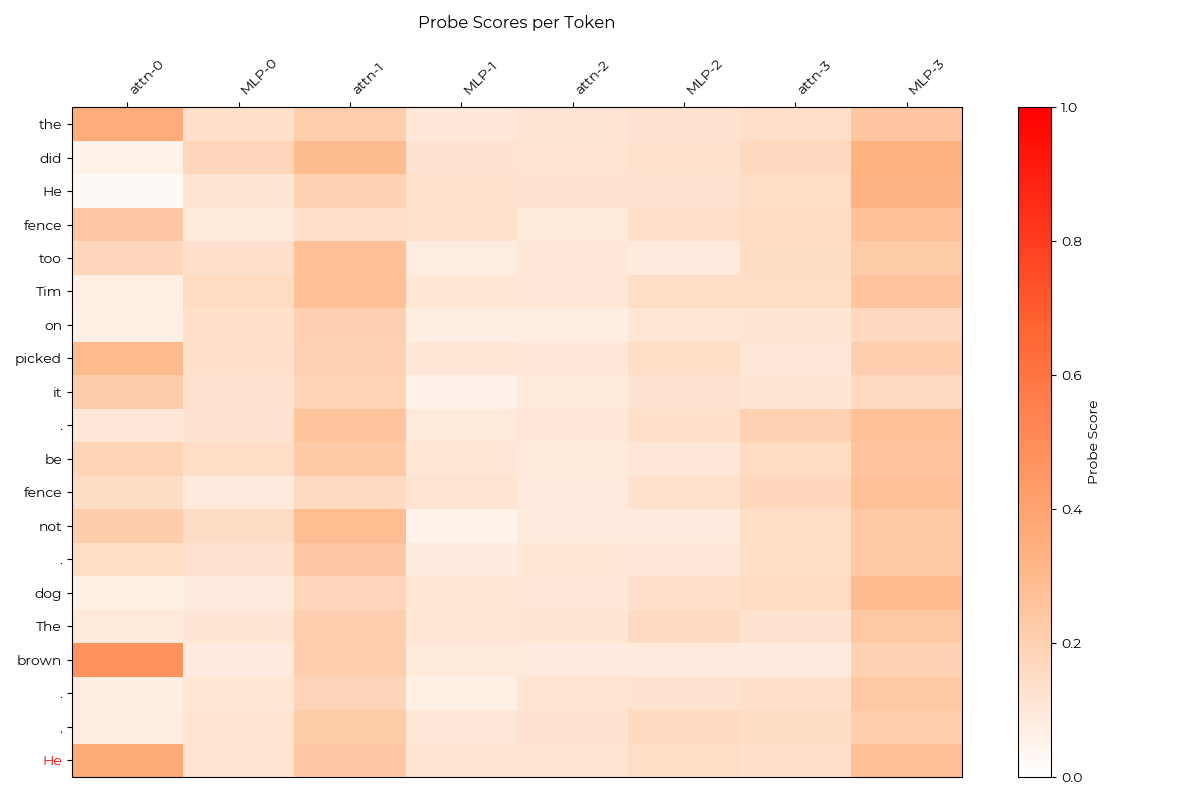 Probe Scores per Token
attn-0 MLP-0 attn-1 MLP-1 attn-2 MLP-2 attn-3 MLP-3
the
did
He
fence
too
Tim
on
picked
it
.
be
fence
not
.
dog
The
brown
.
,
He
1.0
0.8
0.6
0.4
0.2
0.0
Probe Score